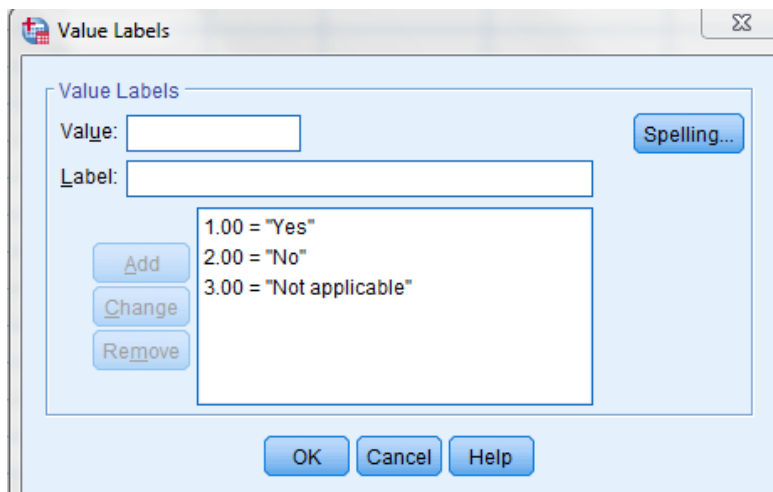 Value Labels
Value Labels
Value:
Spelling...
Label:
1.00 = "Yes"
2.00 = "No"
3.00 = "Not applicable"
Add
Change
Remove
OK Cancel Help